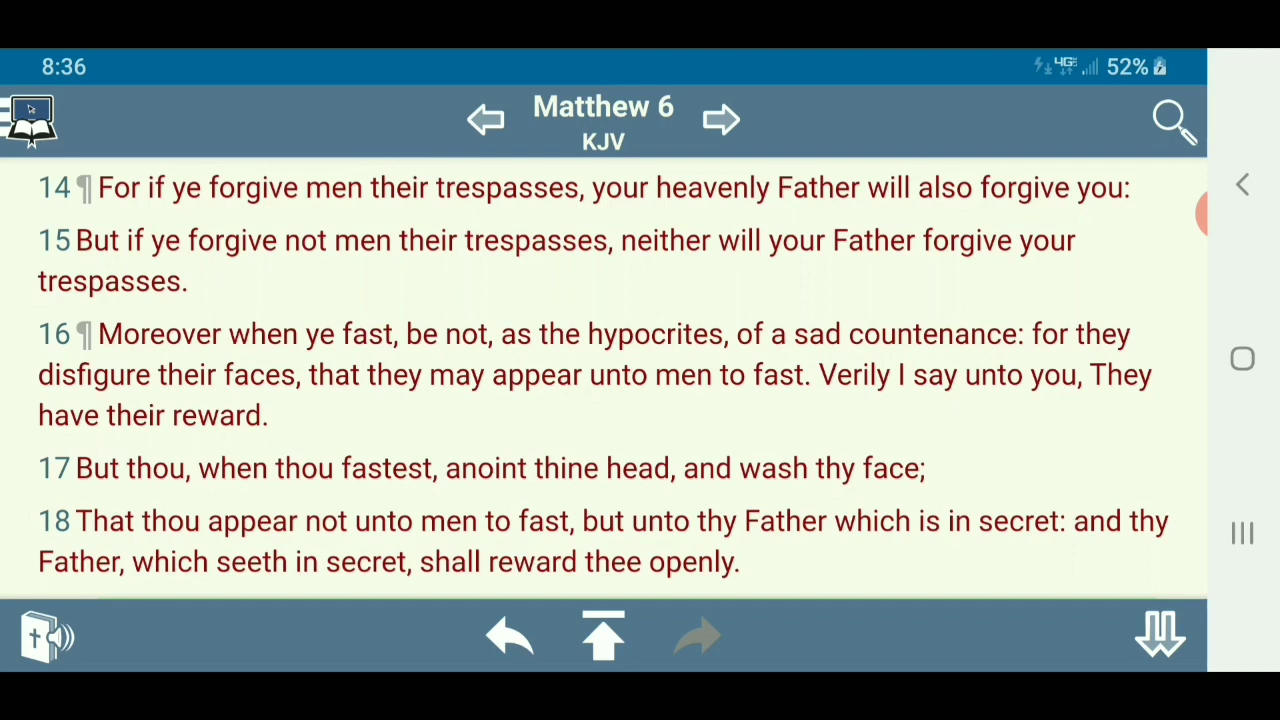 8:36
4GE 52%
Matthew 6
KJV
14 ¶ For if ye forgive men their trespasses, your heavenly Father will also forgive you:
15 But if ye forgive not men their trespasses, neither will your Father forgive your
trespasses.
16 ¶ Moreover when ye fast, be not, as the hypocrites, of a sad countenance: for they
disfigure their faces, that they may appear unto men to fast. Verily I say unto you, They
have their reward.
17 But thou, when thou fastest, anoint thine head, and wash thy face;
18 That thou appear not unto men to fast, but unto thy Father which is in secret: and thy
Father, which seeth in secret, shall reward thee openly.